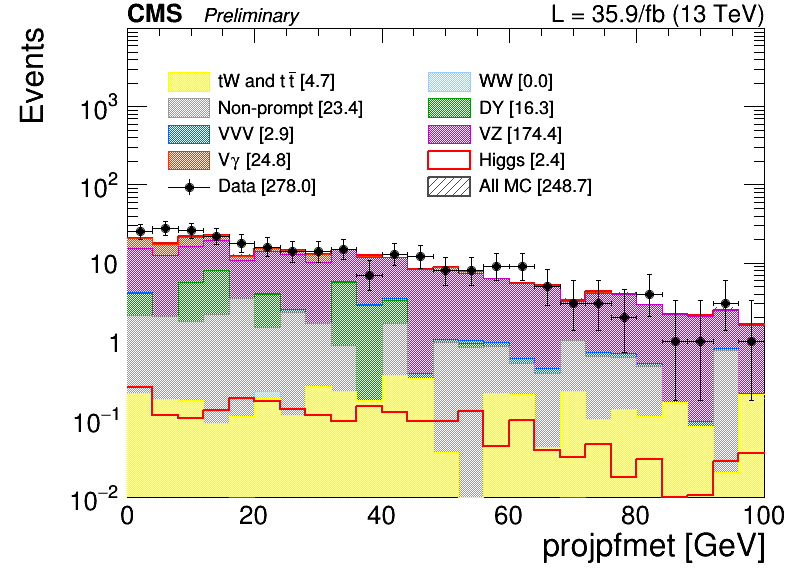 CMS Preliminary L = 35.9/fb (13 TeV)
Events
tW and t t̄ [4.7]
WW [0.0]
Non-prompt [23.4]
DY [16.3]
VVV [2.9]
VZ [174.4]
Vγ [24.8]
Higgs [2.4]
Data [278.0]
All MC [248.7]
10³
10²
10
1
10⁻¹
10⁻²
0 20 40 60 80 100
projpfmet [GeV]